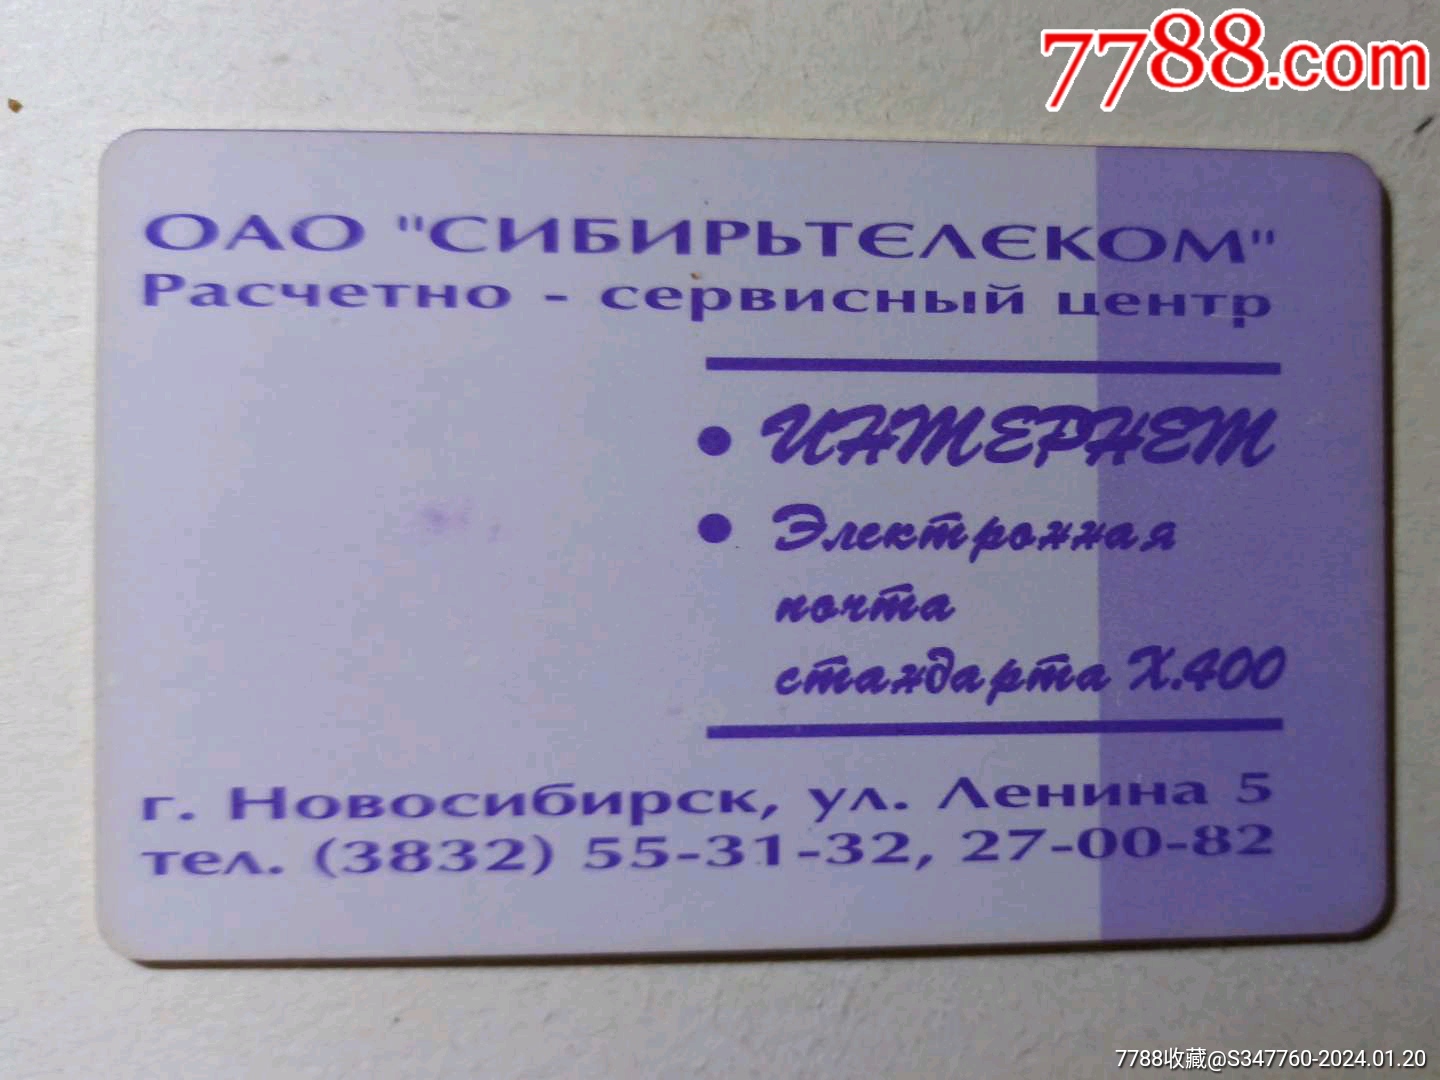 7788.com
ОАО "СИБИРЬТЕЛЕКОМ"
Расчетно - сервисный центр
• ИНТЕРНЕТ
• Электронная
почта
стандарта X.400
г. Новосибирск, ул. Ленина 5
тел. (3832) 55-31-32, 27-00-82
7788收藏@S347760-2024.01.20